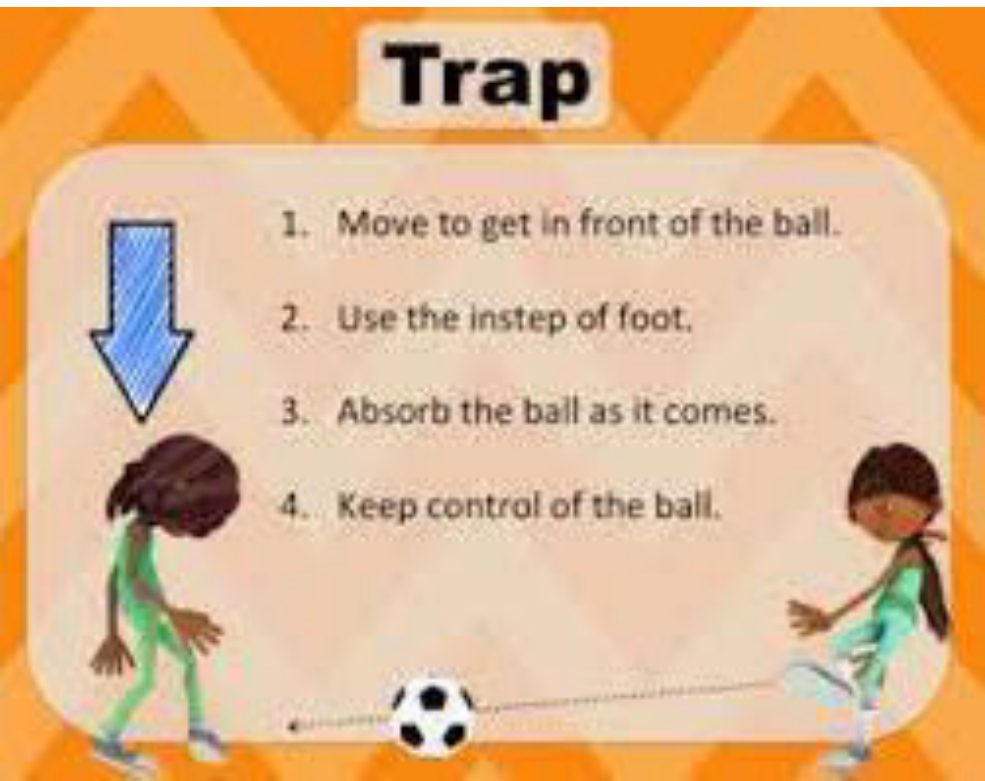 Trap
1. Move to get in front of the ball.
2. Use the instep of foot.
3. Absorb the ball as it comes.
4. Keep control of the ball.